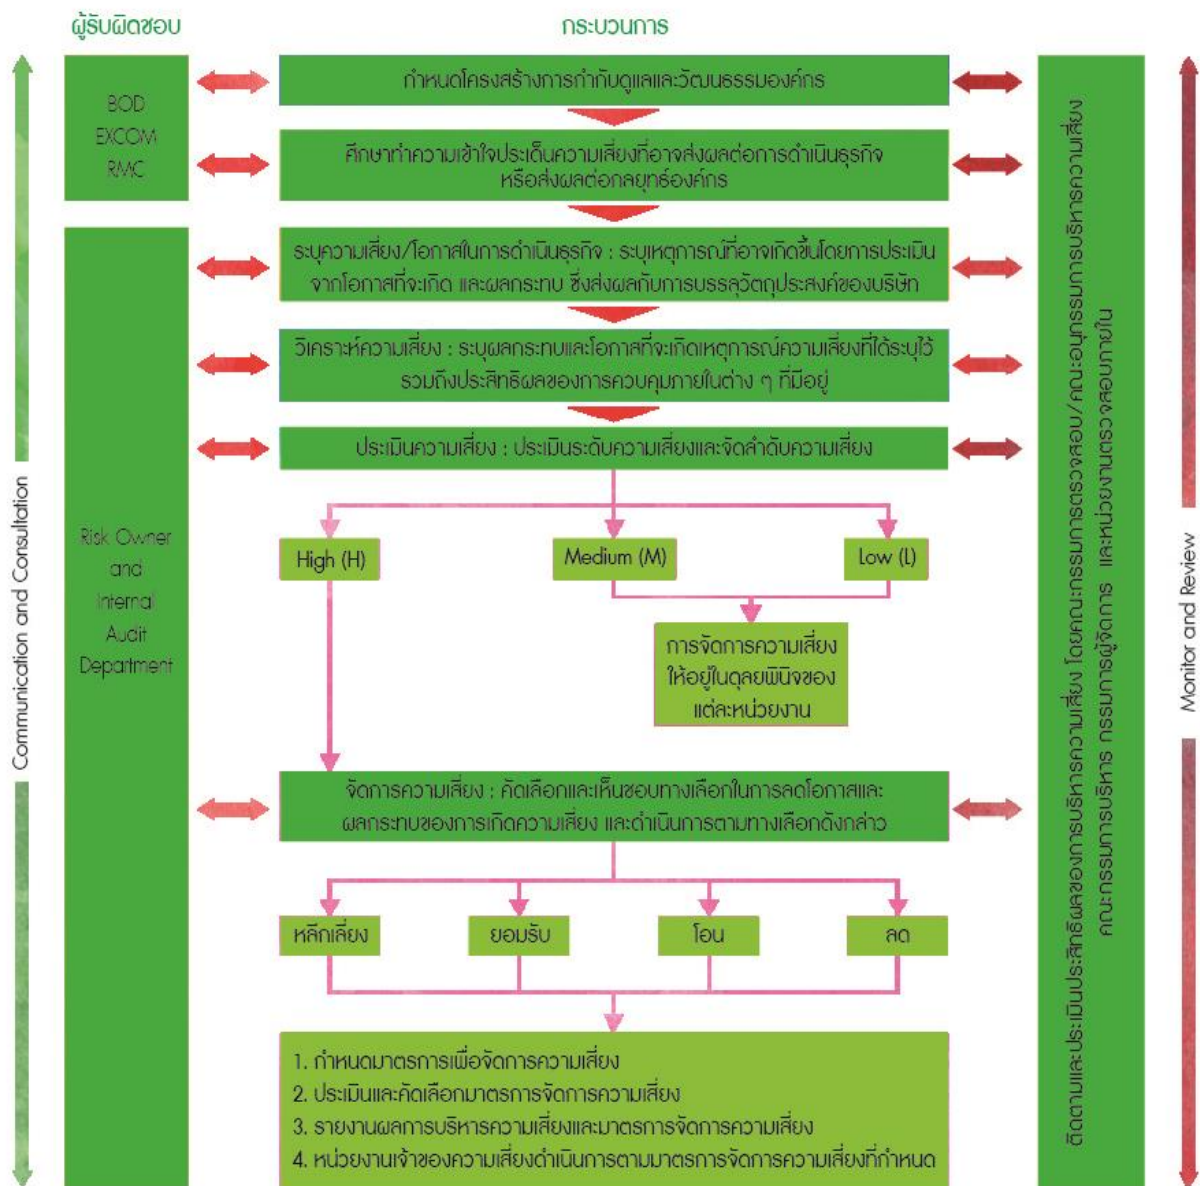 ผู้รับผิดชอบ
กระบวนการ
BOD
EXCOM
RMC
กำหนดโครงสร้างการกำกับดูแลและวัฒนธรรมองค์กร
ศึกษาทำความเข้าใจประเด็นความเสี่ยงที่อาจส่งผลต่อการดำเนินธุรกิจ
หรือส่งผลต่อกลยุทธ์องค์กร
ระบุความเสี่ยง/โอกาสในการดำเนินธุรกิจ : ระบุเหตุการณ์ที่อาจเกิดขึ้นโดยการประเมิน
จากโอกาสที่จะเกิด และผลกระทบ ซึ่งส่งผลกับการบรรลุวัตถุประสงค์ของบริษัท
วิเคราะห์ความเสี่ยง : ระบุผลกระทบและโอกาสที่จะเกิดเหตุการณ์ความเสี่ยงที่ได้ระบุไว้
รวมถึงประสิทธิผลของการควบคุมภายในต่าง ๆ ที่มีอยู่
ประเมินความเสี่ยง : ประเมินระดับความเสี่ยงและจัดลำดับความเสี่ยง
Risk Owner
and
Internal
Audit
Department
High (H)
Medium (M)
Low (L)
การจัดการความเสี่ยง
ให้อยู่ในดุลยพินิจของ
แต่ละหน่วยงาน
จัดการความเสี่ยง : คัดเลือกและเห็นชอบทางเลือกในการลดโอกาสและ
ผลกระทบของการเกิดความเสี่ยง และดำเนินการตามทางเลือกดังกล่าว
หลีกเลี่ยง
ยอมรับ
โอน
ลด
1. กำหนดมาตรการเพื่อจัดการความเสี่ยง
2. ประเมินและคัดเลือกมาตรการจัดการความเสี่ยง
3. รายงานผลการบริหารความเสี่ยงและมาตรการจัดการความเสี่ยง
4. หน่วยงานเจ้าของความเสี่ยงดำเนินการตามมาตรการจัดการความเสี่ยงที่กำหนด
Communication and Consultation
ติดตามและประเมินประสิทธิผลของการบริหารความเสี่ยง โดยคณะกรรมการตรวจสอบ/คณะอนุกรรมการบริหารความเสี่ยง
คณะกรรมการบริหาร กรรมการผู้จัดการ และหน่วยงานตรวจสอบภายใน
Monitor and Review